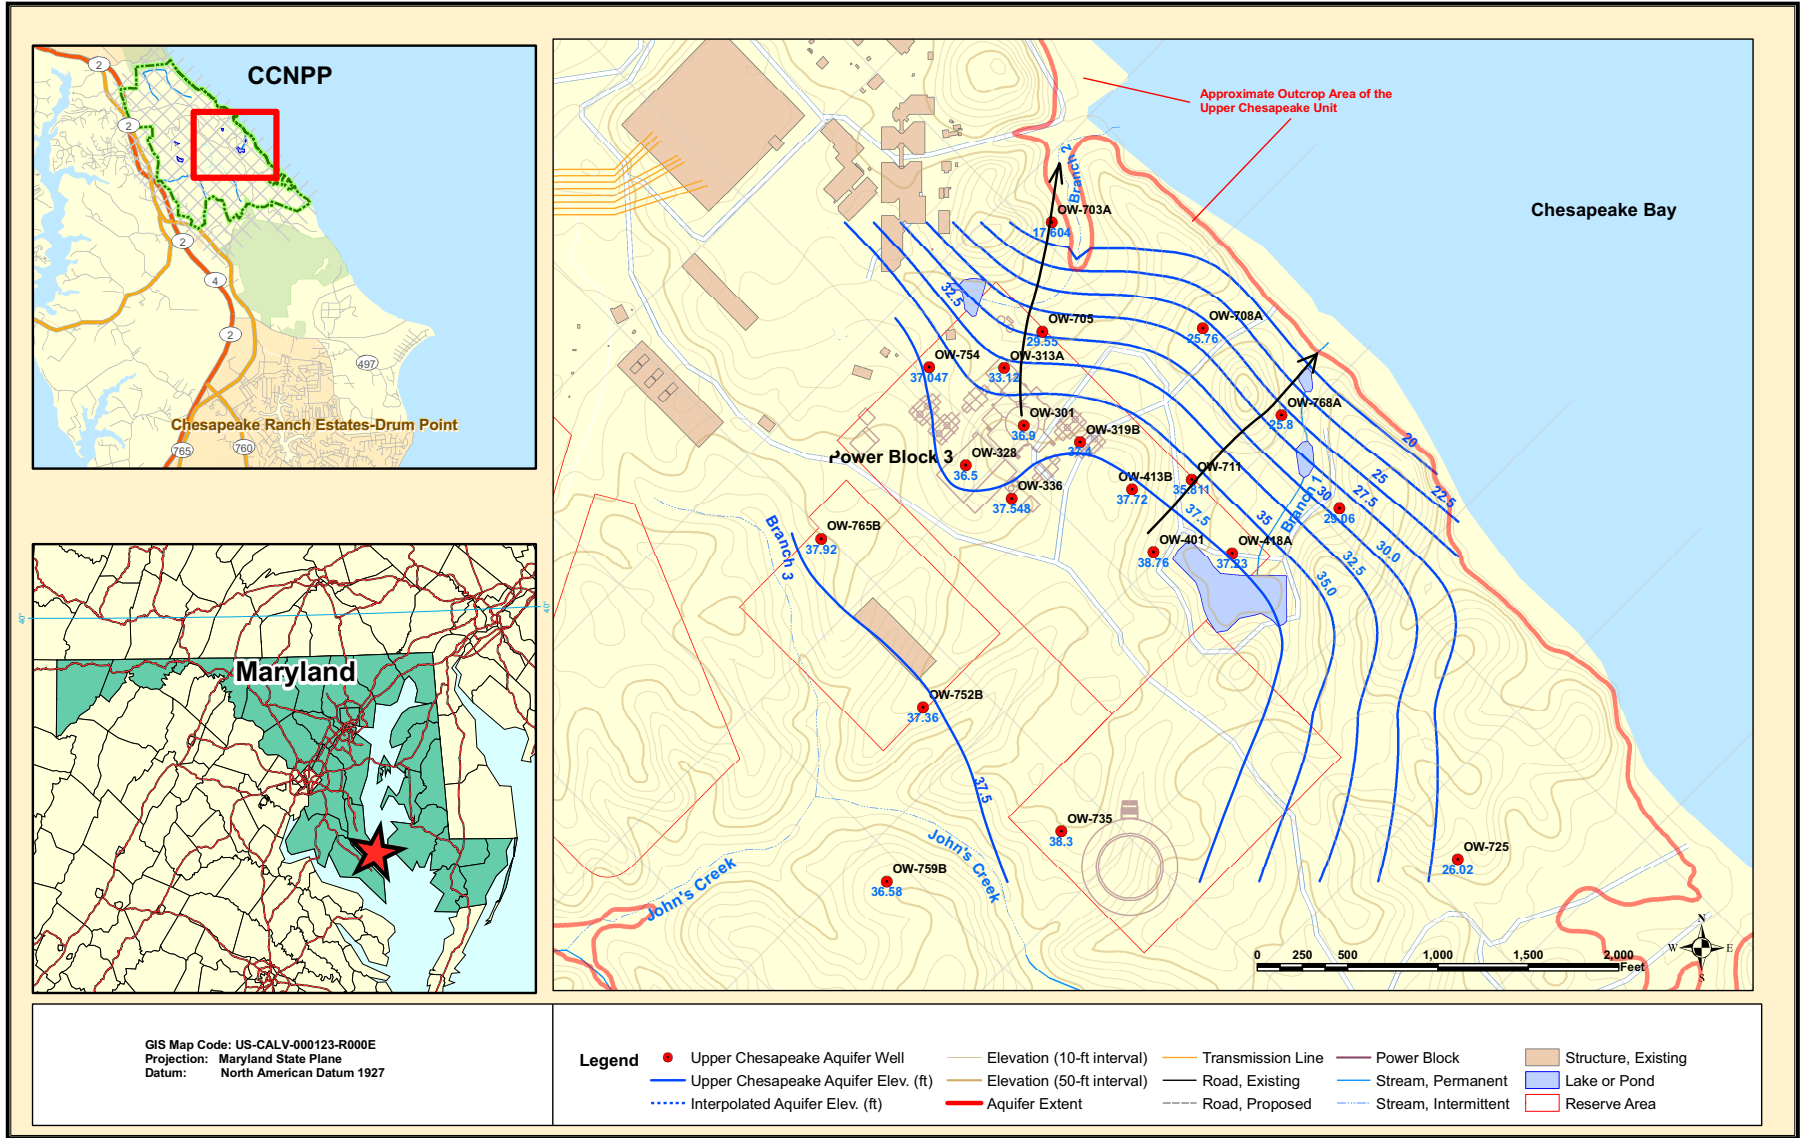 CCNPP
2
2
2
4
2
497
Chesapeake Ranch Estates-Drum Point
765
760
40°
40°
Maryland
Approximate Outcrop Area of the
Upper Chesapeake Unit
Chesapeake Bay
Branch 2
OW-703A
17.604
32.5
OW-705
29.55
OW-708A
25.76
OW-754
37.047
OW-313A
33.12
OW-301
36.9
OW-768A
25.8
OW-319B
37.4
20
Power Block 3
OW-328
36.5
OW-336
37.548
OW-413B
37.72
OW-711
35.811
25
22.5
27.5
30
29.06
37.5
35
Branch 1
Branch 3
OW-765B
37.92
OW-401
38.76
OW-418A
37.23
30.0
32.5
35.0
OW-752B
37.36
37.5
OW-735
38.3
John's Creek
John's Creek
OW-759B
36.58
OW-725
26.02
N
W E
S
0 250 500 1,000 1,500 2,000
Feet
GIS Map Code: US-CALV-000123-R000E
Projection: Maryland State Plane
Datum: North American Datum 1927
Legend
Upper Chesapeake Aquifer Well
Upper Chesapeake Aquifer Elev. (ft)
Interpolated Aquifer Elev. (ft)
Elevation (10-ft interval)
Elevation (50-ft interval)
Aquifer Extent
Transmission Line
Road, Existing
Road, Proposed
Power Block
Stream, Permanent
Stream, Intermittent
Structure, Existing
Lake or Pond
Reserve Area